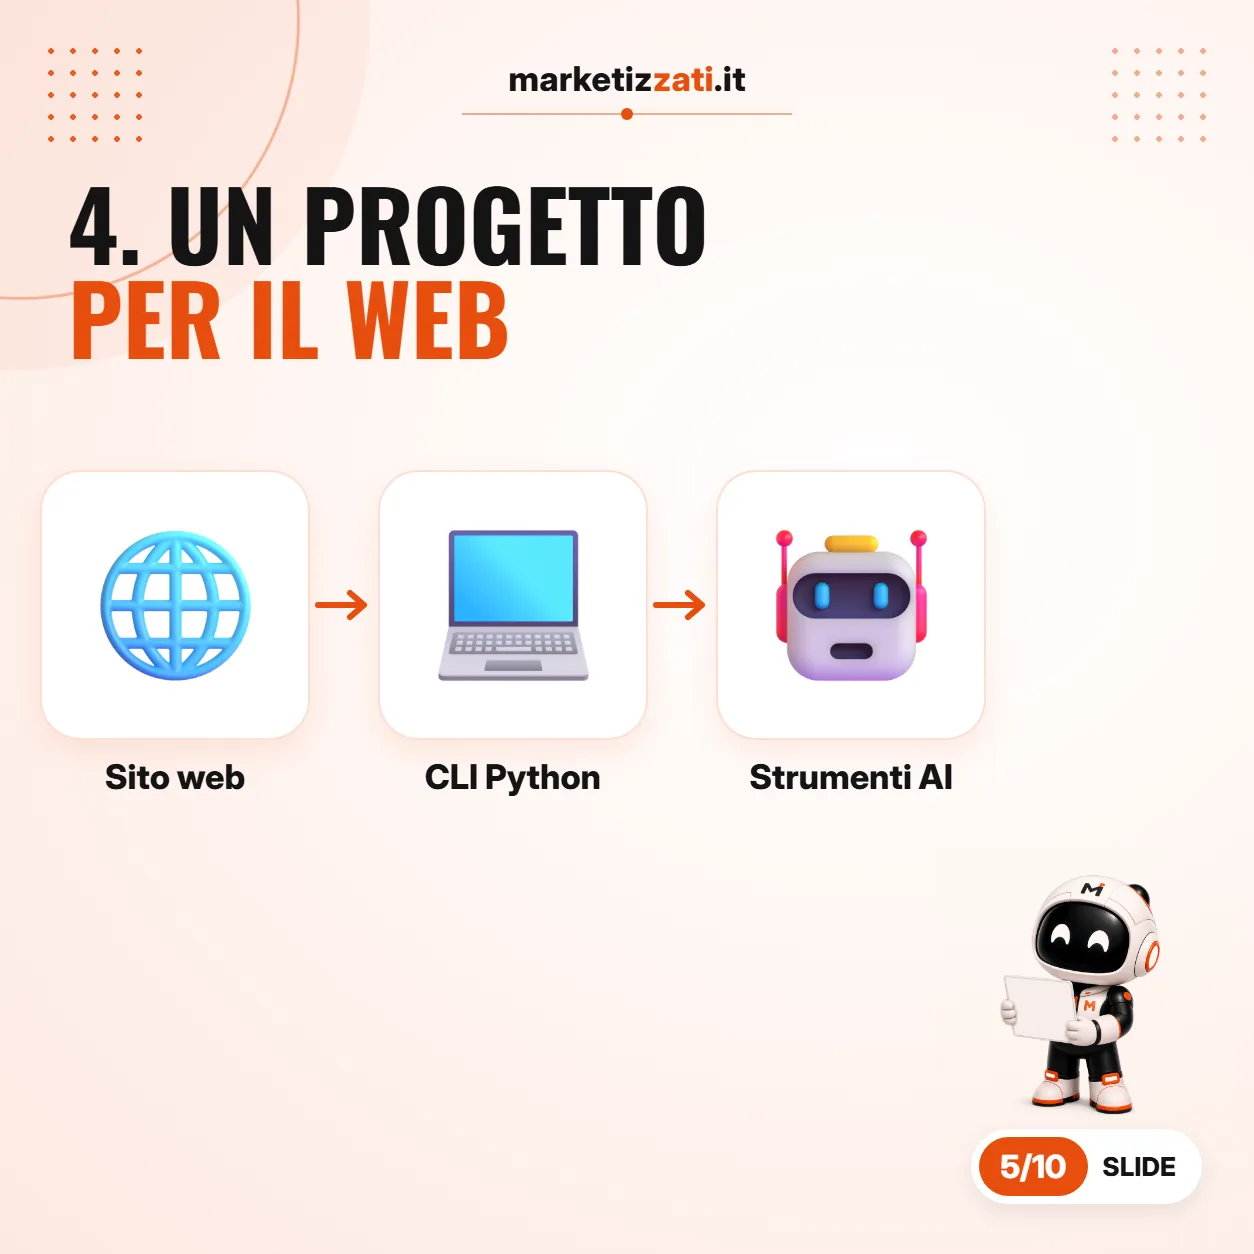 marketizzati.it
4. UN PROGETTO
PER IL WEB
Sito web
CLI Python
Strumenti AI
M
M
5/10 SLIDE